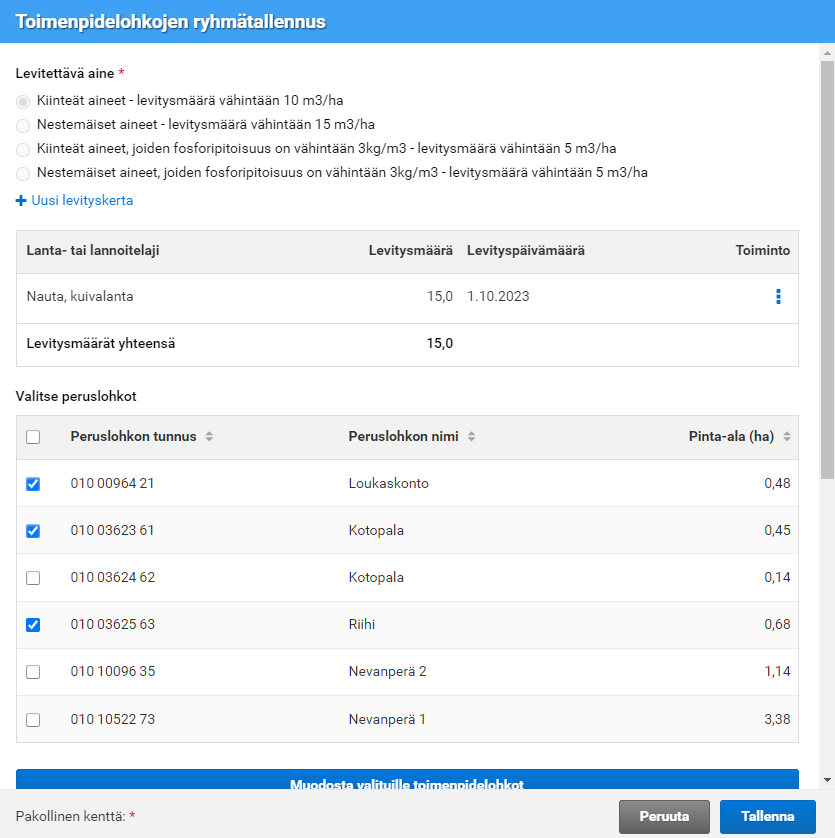 Toimenpidelohkojen ryhmätallennus
Levitettävä aine *
Kiinteät aineet - levitysmäärä vähintään 10 m3/ha
Nestemäiset aineet - levitysmäärä vähintään 15 m3/ha
Kiinteät aineet, joiden fosforipitoisuus on vähintään 3kg/m3 - levitysmäärä vähintään 5 m3/ha
Nestemäiset aineet, joiden fosforipitoisuus on vähintään 3kg/m3 - levitysmäärä vähintään 5 m3/ha
+ Uusi levityskerta
Lanta- tai lannoitelaji Levitysmäärä Levityspäivämäärä Toiminto
Nauta, kuivalanta 15,0 1.10.2023
Levitysmäärät yhteensä 15,0
Valitse peruslohkot
Peruslohkon tunnus Peruslohkon nimi Pinta-ala (ha)
010 00964 21 Loukaskonto 0,48
010 03623 61 Kotopala 0,45
010 03624 62 Kotopala 0,14
010 03625 63 Riihi 0,68
010 10096 35 Nevanperä 2 1,14
010 10522 73 Nevanperä 1 3,38
Muodosta valituille toimenpidelohkot
Pakollinen kenttä: * Peruuta Tallenna